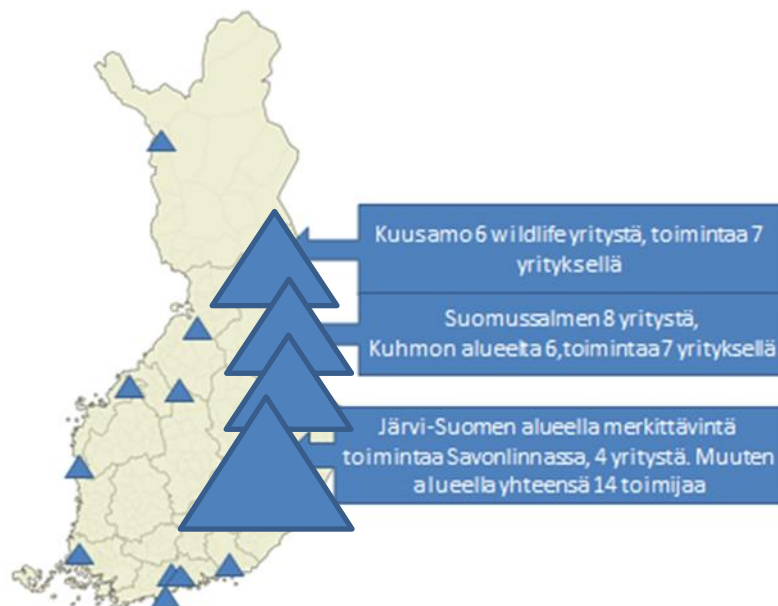 Kuusamo 6 wildlife yritystä, toimintaa 7
yrityksellä
Suomussalmen 8 yritystä,
Kuhmon alueelta 6, toimintaa 7 yrityksellä
Järvi-Suomen alueella merkittävintä
toimintaa Savonlinnassa, 4 yritystä. Muuten
alueella yhteensä 14 toimijaa